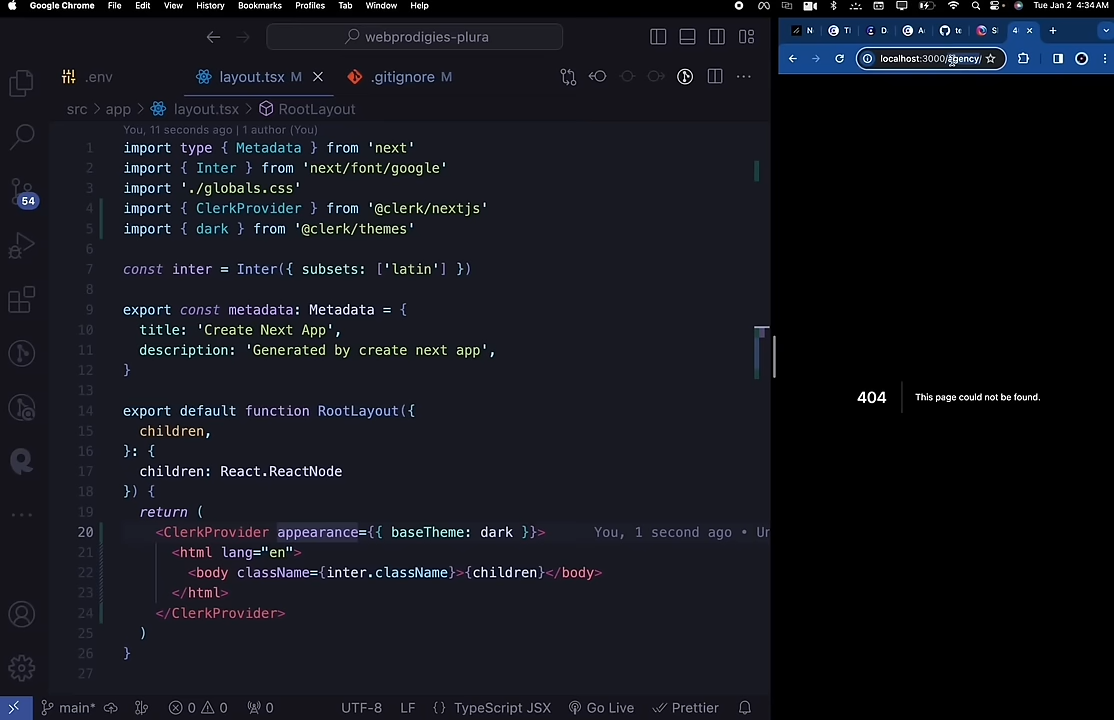 Google Chrome File Edit View History Bookmarks Profiles Tab Window Help
Tue Jan 2 4:34 AM
webprodigies-plura
.env
layout.tsx M
.gitignore M
src > app > layout.tsx > RootLayout
You, 11 seconds ago | 1 author (You)
1 import type { Metadata } from 'next'
2 import { Inter } from 'next/font/google'
3 import './globals.css'
4 import { ClerkProvider } from '@clerk/nextjs'
5 import { dark } from '@clerk/themes'
6
7 const inter = Inter({ subsets: ['latin'] })
8
9 export const metadata: Metadata = {
10 title: 'Create Next App',
11 description: 'Generated by create next app',
12 }
13
14 export default function RootLayout({
15 children,
16 }: {
17 children: React.ReactNode
18 }) {
19 return (
20 <ClerkProvider appearance={{ baseTheme: dark }}> You, 1 second ago • Un
21 <html lang="en">
22 <body className={inter.className}>{children}</body>
23 </html>
24 </ClerkProvider>
25 )
26 }
27
54
main* 0 0 0 UTF-8 LF {} TypeScript JSX Go Live Prettier
localhost:3000/agency/
404 This page could not be found.